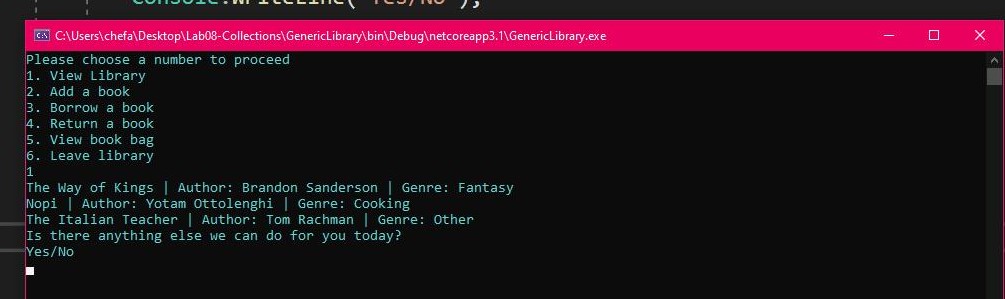 Console.WriteLine("Yes/No");
C:\Users\chefa\Desktop\Lab08-Collections\GenericLibrary\bin\Debug\netcoreapp3.1\GenericLibrary.exe
Please choose a number to proceed
1. View Library
2. Add a book
3. Borrow a book
4. Return a book
5. View book bag
6. Leave library
1
The Way of Kings | Author: Brandon Sanderson | Genre: Fantasy
Nopi | Author: Yotam Ottolenghi | Genre: Cooking
The Italian Teacher | Author: Tom Rachman | Genre: Other
Is there anything else we can do for you today?
Yes/No